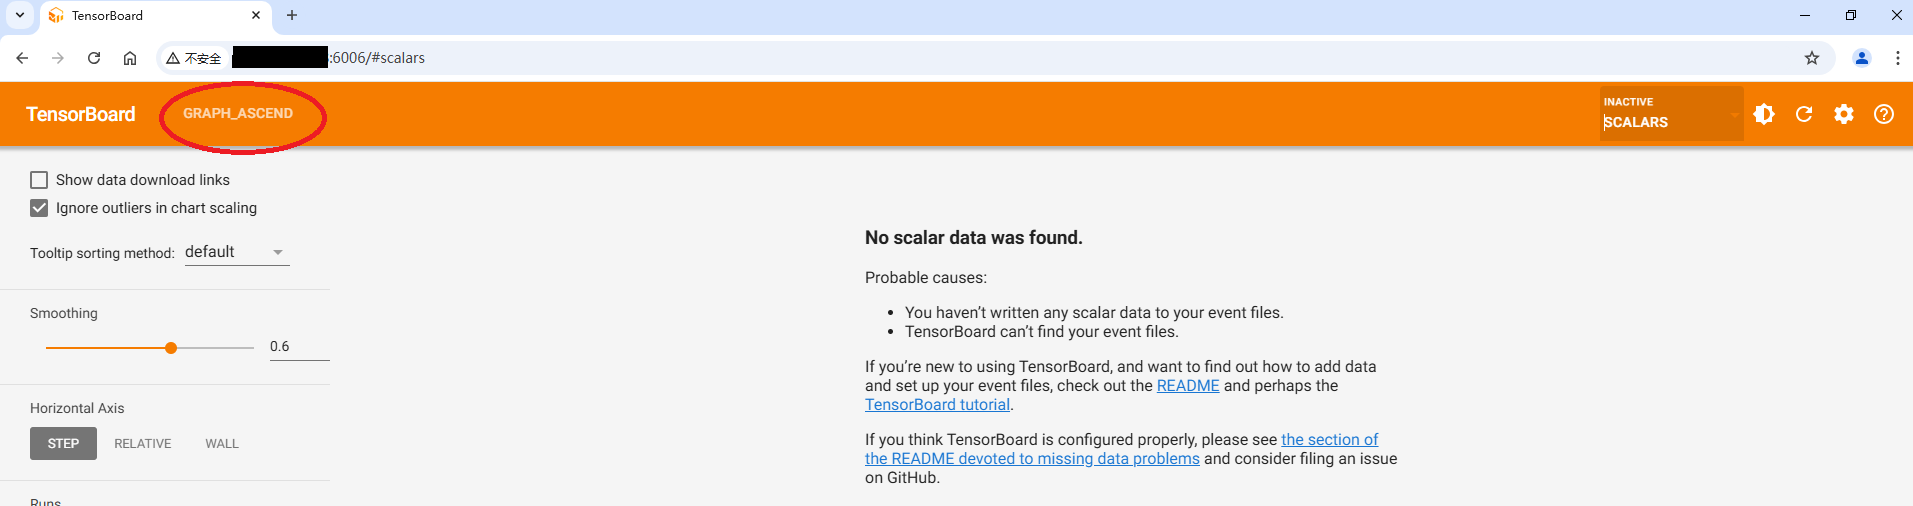 TensorBoard
不安全 :6006/#scalars
TensorBoard GRAPH_ASCEND INACTIVE
SCALARS
Show data download links
Ignore outliers in chart scaling
Tooltip sorting method: default
Smoothing
0.6
Horizontal Axis
STEP RELATIVE WALL
Runs
No scalar data was found.
Probable causes:
• You haven’t written any scalar data to your event files.
• TensorBoard can’t find your event files.
If you’re new to using TensorBoard, and want to find out how to add data
and set up your event files, check out the README and perhaps the
TensorBoard tutorial.
If you think TensorBoard is configured properly, please see the section of
the README devoted to missing data problems and consider filing an issue
on GitHub.